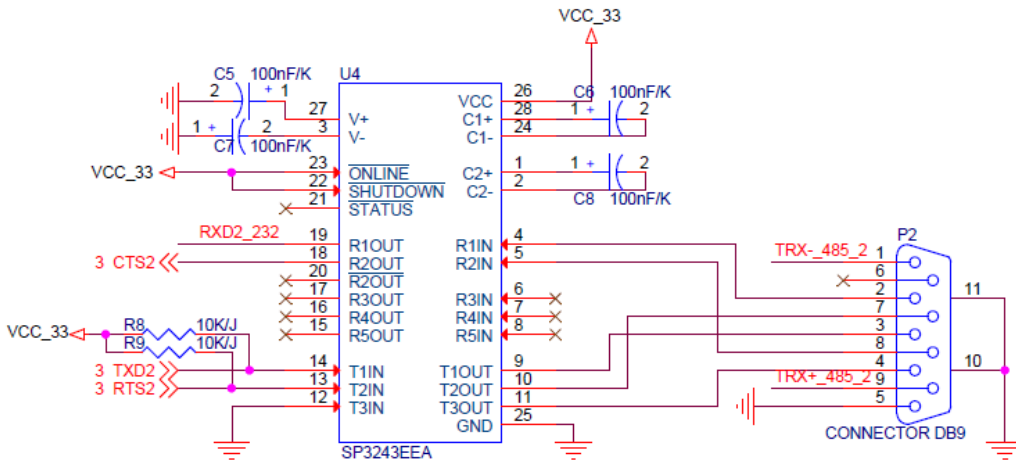 VCC_33
C5 100nF/K
2 + 1
U4
27 V+
3 V-
1 + 2
C7 100nF/K
VCC 26
C1+ 28
C1- 24
C6 100nF/K
1 + 2
VCC_33
23 ONLINE
22 SHUTDOWN
21 STATUS
C2+ 1
C2- 2
1 + 2
C8 100nF/K
RXD2_232
19 R1OUT
3 CTS2
18 R2OUT
20 R2OUT
17 R3OUT
16 R4OUT
15 R5OUT
R1IN 4
R2IN 5
R3IN 6
R4IN 7
R5IN 8
VCC_33
R8 10K/J
R9 10K/J
3 TXD2
3 RTS2
14 T1IN
13 T2IN
12 T3IN
T1OUT 9
T2OUT 10
T3OUT 11
GND 25
SP3243EEA
P2
TRX-_485_2
1
6
2
7
3
8
4
TRX+_485_2
9
5
11
10
CONNECTOR DB9